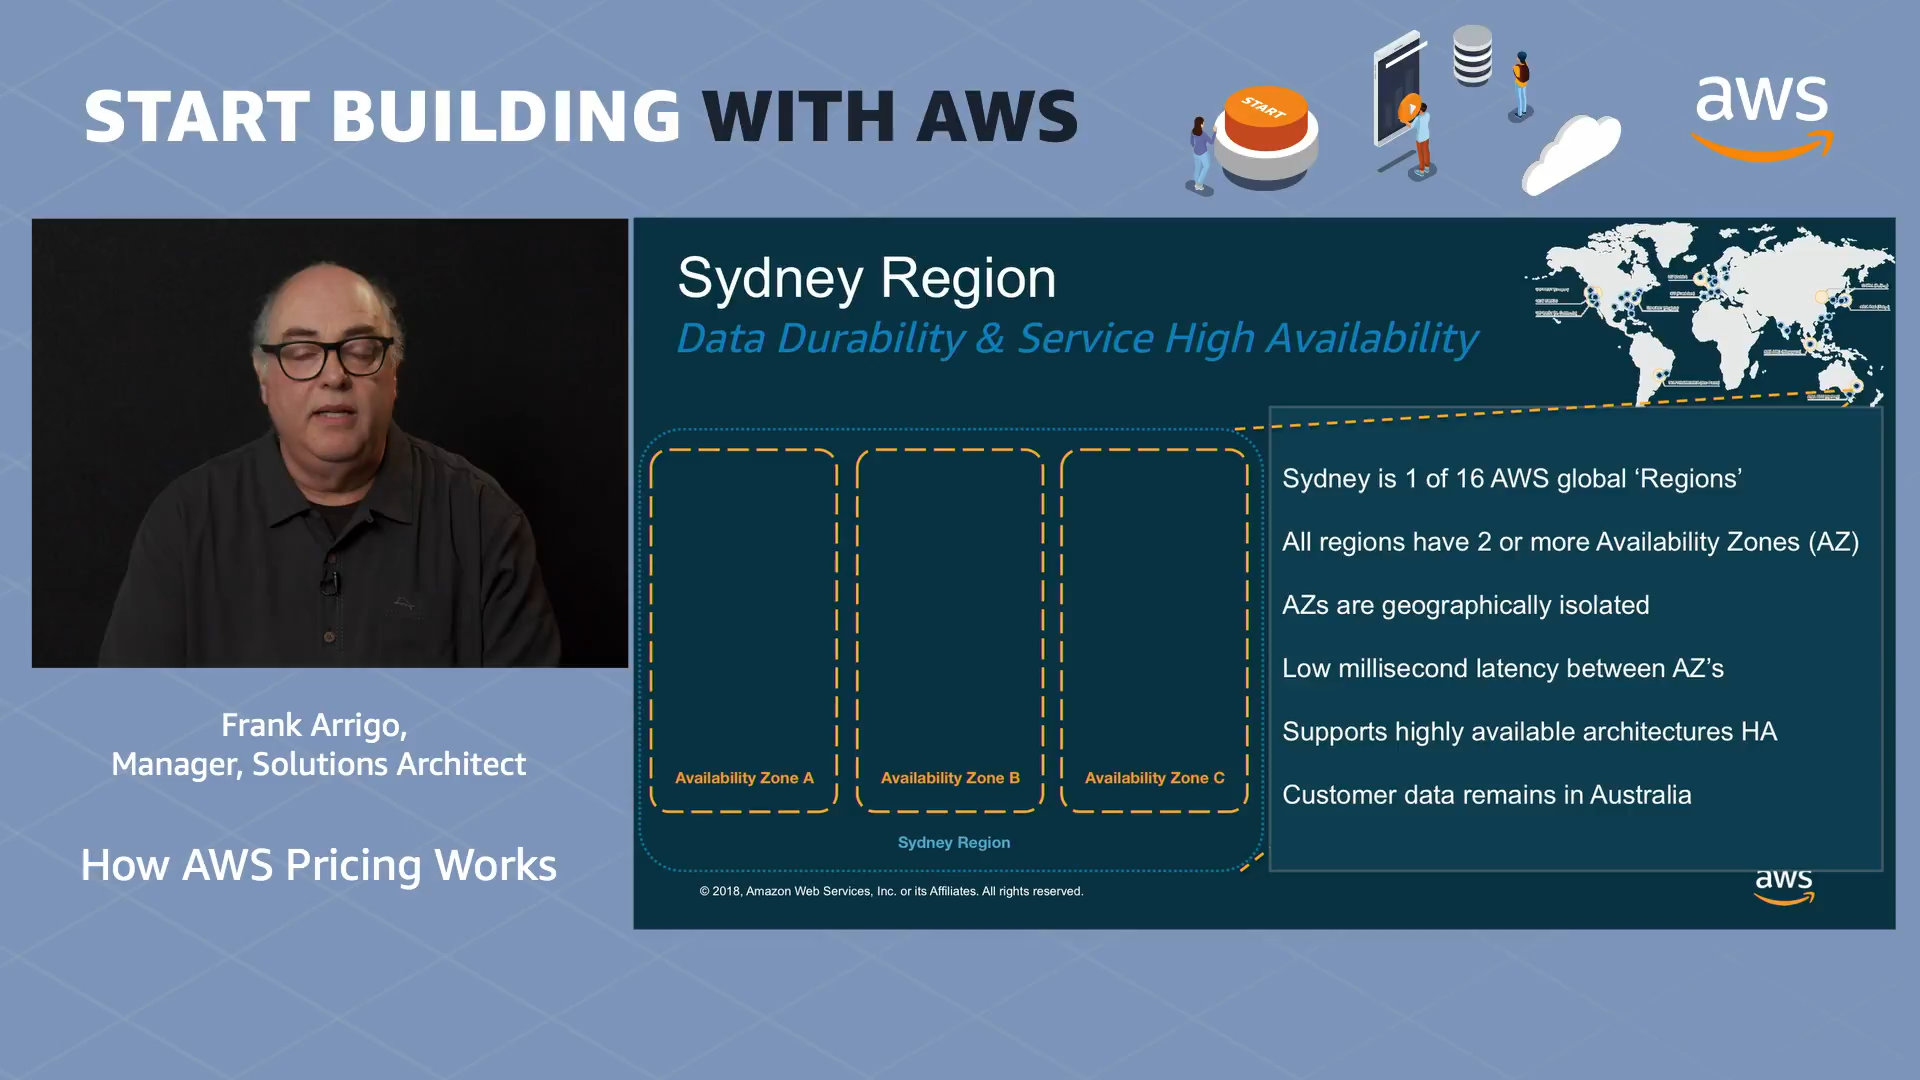 START BUILDING WITH AWS
START
aws
Sydney Region
Data Durability & Service High Availability
Availability Zone A
Availability Zone B
Availability Zone C
Sydney Region
Sydney is 1 of 16 AWS global ‘Regions’
All regions have 2 or more Availability Zones (AZ)
AZs are geographically isolated
Low millisecond latency between AZ’s
Supports highly available architectures HA
Customer data remains in Australia
© 2018, Amazon Web Services, Inc. or its Affiliates. All rights reserved.
aws
Frank Arrigo,
Manager, Solutions Architect
How AWS Pricing Works